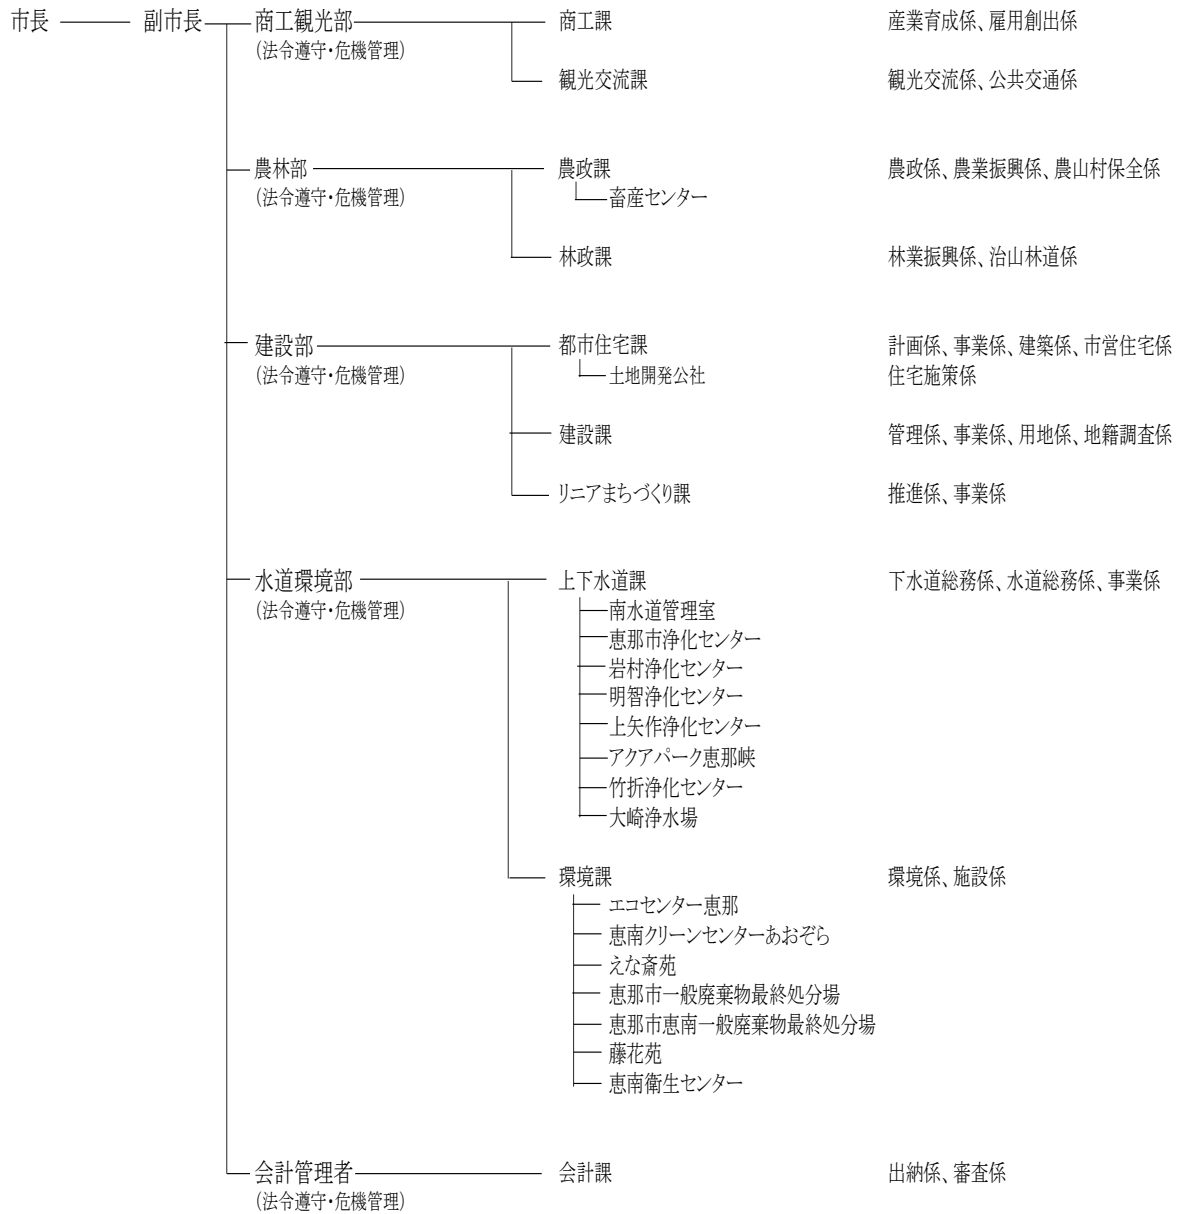 市長 副市長 商工観光部 商工課 産業育成係、雇用創出係
(法令遵守・危機管理)
観光交流課 観光交流係、公共交通係
農林部 農政課 農政係、農業振興係、農山村保全係
(法令遵守・危機管理) 畜産センター
林政課 林業振興係、治山林道係
建設部 都市住宅課 計画係、事業係、建築係、市営住宅係
(法令遵守・危機管理) 土地開発公社 住宅施策係
建設課 管理係、事業係、用地係、地籍調査係
リニアまちづくり課 推進係、事業係
水道環境部 上下水道課 下水道総務係、水道総務係、事業係
(法令遵守・危機管理) 南水道管理室
恵那市浄化センター
岩村浄化センター
明智浄化センター
上矢作浄化センター
アクアパーク恵那峡
竹折浄化センター
大崎浄水場
環境課 環境係、施設係
エコセンター恵那
恵南クリーンセンターあおぞら
えな斎苑
恵那市一般廃棄物最終処分場
恵那市恵南一般廃棄物最終処分場
藤花苑
恵南衛生センター
会計管理者 会計課 出納係、審査係
(法令遵守・危機管理)